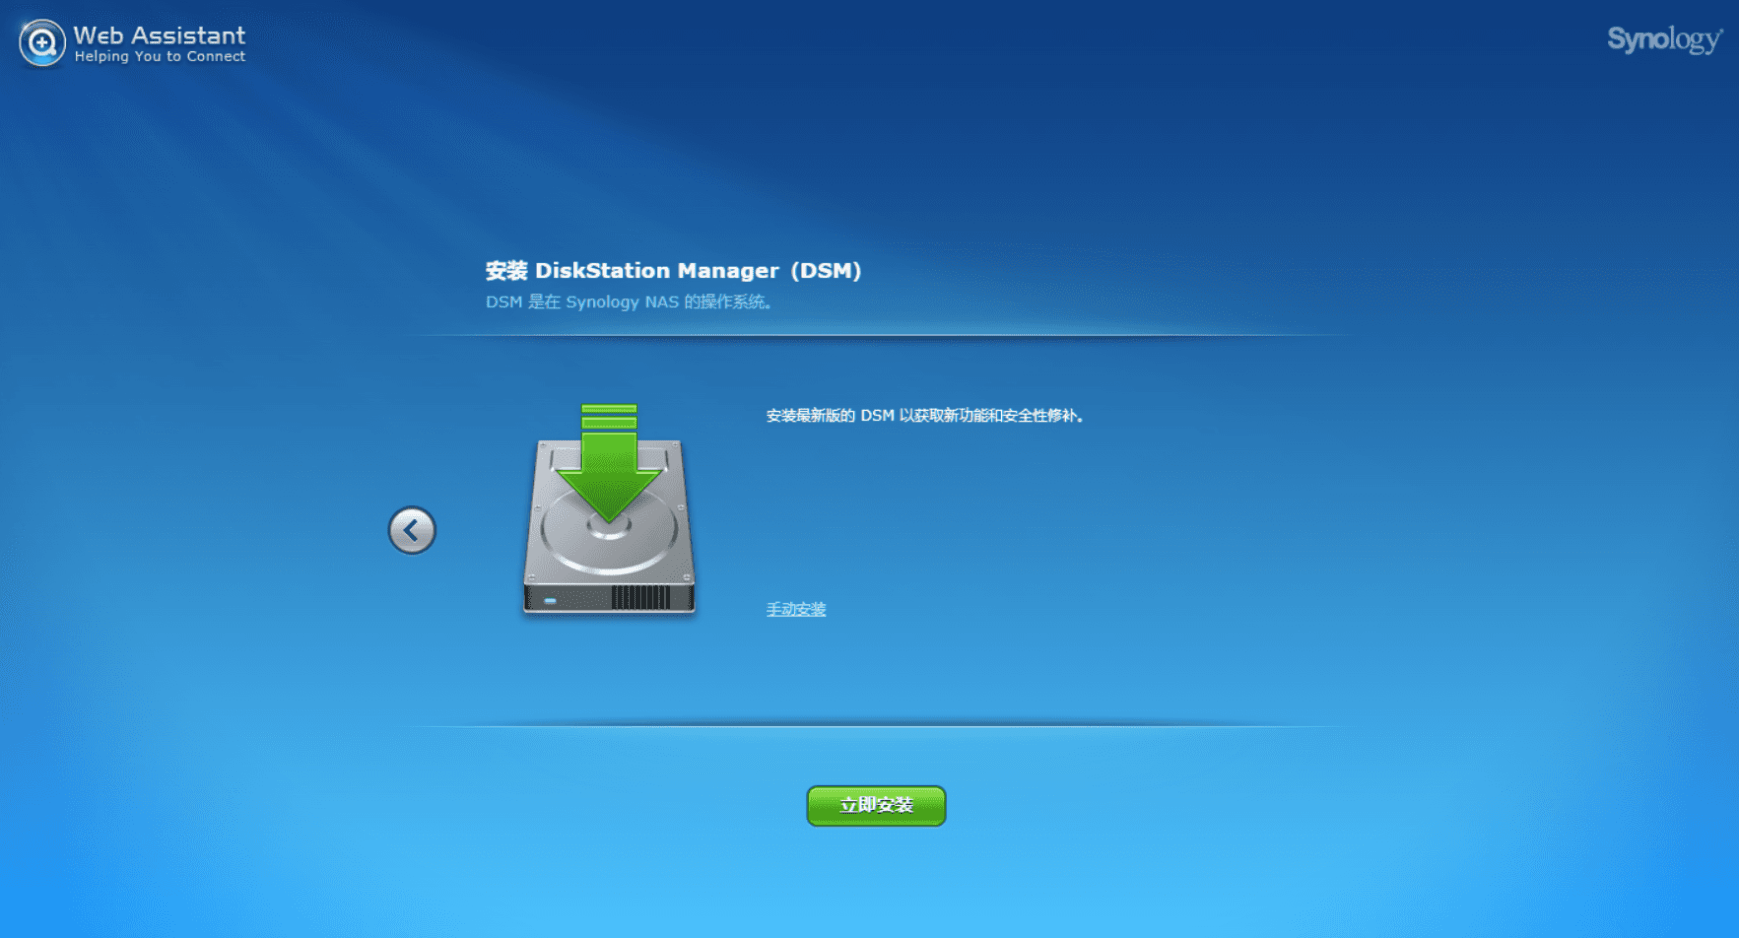 Web Assistant
Helping You to Connect
Synology
安装 DiskStation Manager (DSM)
DSM 是在 Synology NAS 的操作系统。
安装最新版的 DSM 以获取新功能和安全性修补。
手动安装
立即安装